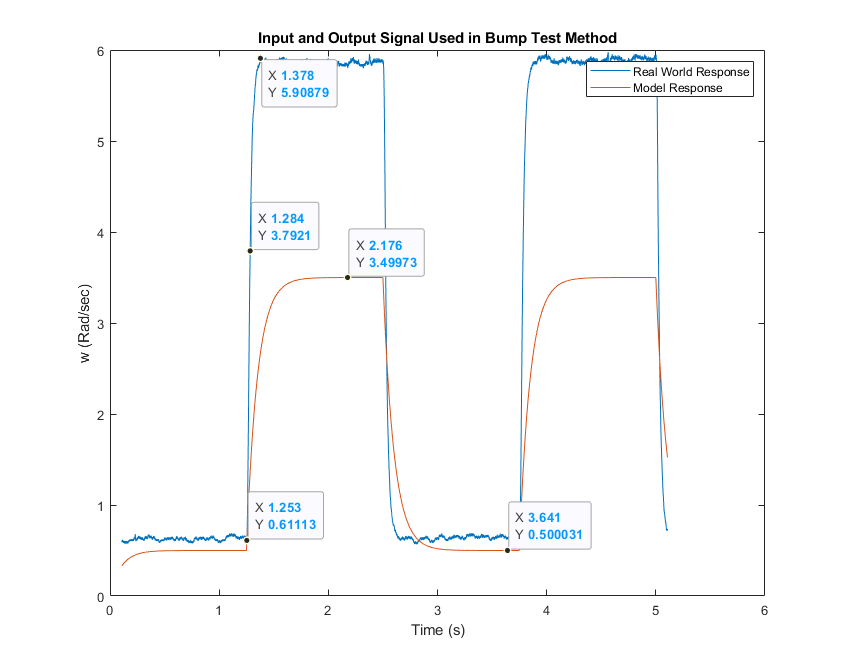 Input and Output Signal Used in Bump Test Method
Real World Response
Model Response
X 1.378
Y 5.90879
X 1.284
Y 3.7921
X 2.176
Y 3.49973
X 1.253
Y 0.61113
X 3.641
Y 0.500031
w (Rad/sec)
6
5
4
3
2
1
0
0 1 2 3 4 5 6
Time (s)